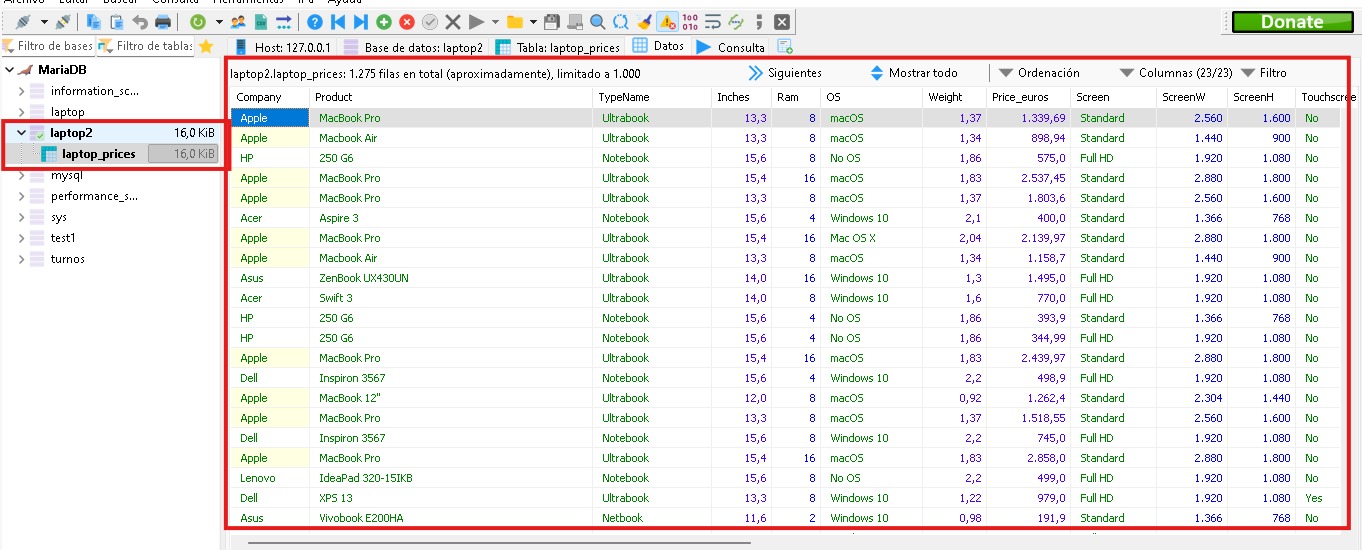 Archivo Editar Buscar Consulta Herramientas Ir a Ayuda
Donate
Filtro de bases Filtro de tablas Host: 127.0.0.1 Base de datos: laptop2 Tabla: laptop_prices Datos Consulta
MariaDB
information_sc...
laptop
laptop2 16,0 KiB
laptop_prices 16,0 KiB
mysql
performance_s...
sys
test1
turnos
laptop2.laptop_prices: 1.275 filas en total (aproximadamente), limitado a 1.000 Siguientes Mostrar todo Ordenación Columnas (23/23) Filtro
Company Product TypeName Inches Ram OS Weight Price_euros Screen ScreenW ScreenH Touchscree
Apple MacBook Pro Ultrabook 13,3 8 macOS 1,37 1.339,69 Standard 2.560 1.600 No
Apple MacBook Air Ultrabook 13,3 8 macOS 1,34 898,94 Standard 1.440 900 No
HP 250 G6 Notebook 15,6 8 No OS 1,86 575,0 Full HD 1.920 1.080 No
Apple MacBook Pro Ultrabook 15,4 16 macOS 1,83 2.537,45 Standard 2.880 1.800 No
Apple MacBook Pro Ultrabook 13,3 8 macOS 1,37 1.803,6 Standard 2.560 1.600 No
Acer Aspire 3 Notebook 15,6 4 Windows 10 2,1 400,0 Standard 1.366 768 No
Apple MacBook Pro Ultrabook 15,4 16 Mac OS X 2,04 2.139,97 Standard 2.880 1.800 No
Apple MacBook Air Ultrabook 13,3 8 macOS 1,34 1.158,7 Standard 1.440 900 No
Asus ZenBook UX430UN Ultrabook 14,0 16 Windows 10 1,3 1.495,0 Full HD 1.920 1.080 No
Acer Swift 3 Ultrabook 14,0 8 Windows 10 1,6 770,0 Full HD 1.920 1.080 No
HP 250 G6 Notebook 15,6 4 No OS 1,86 393,9 Standard 1.366 768 No
HP 250 G6 Notebook 15,6 4 No OS 1,86 344,99 Full HD 1.920 1.080 No
Apple MacBook Pro Ultrabook 15,4 16 macOS 1,83 2.439,97 Standard 2.880 1.800 No
Dell Inspiron 3567 Notebook 15,6 4 Windows 10 2,2 498,9 Full HD 1.920 1.080 No
Apple MacBook 12" Ultrabook 12,0 8 macOS 0,92 1.262,4 Standard 2.304 1.440 No
Apple MacBook Pro Ultrabook 13,3 8 macOS 1,37 1.518,55 Standard 2.560 1.600 No
Dell Inspiron 3567 Notebook 15,6 8 Windows 10 2,2 745,0 Full HD 1.920 1.080 No
Apple MacBook Pro Ultrabook 15,4 16 macOS 1,83 2.858,0 Standard 2.880 1.800 No
Lenovo IdeaPad 320-15IKB Notebook 15,6 8 No OS 2,2 499,0 Full HD 1.920 1.080 No
Dell XPS 13 Ultrabook 13,3 8 Windows 10 1,22 979,0 Full HD 1.920 1.080 Yes
Asus Vivobook E200HA Netbook 11,6 2 Windows 10 0,98 191,9 Standard 1.366 768 No